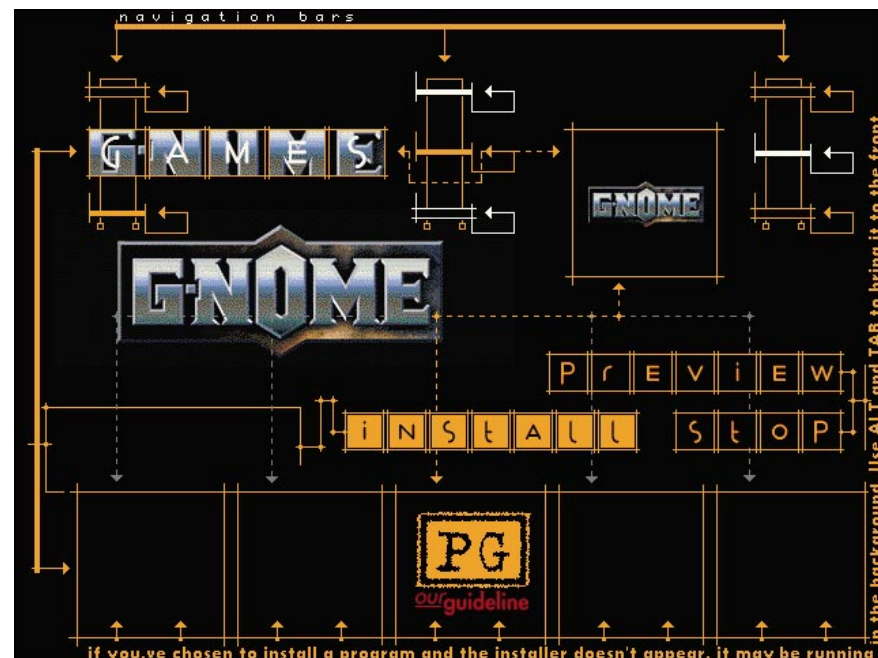 navigation bars
GAMES
G-NOME
G-NOME
PrEViEW
iNStAll
StoP
PG
our guideline
if you,ve chosen to install a program and the installer doesn't appear, it may be running
in the background. Use ALT and TAB to bring it to the front